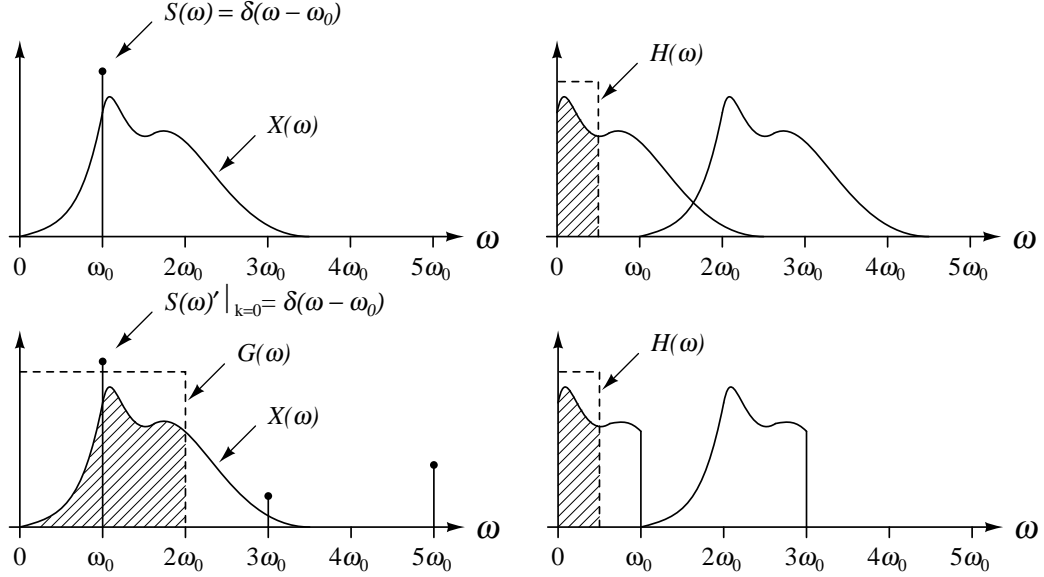 S(ω) = δ(ω – ω₀)
X(ω)
0 ω₀ 2ω₀ 3ω₀ 4ω₀ 5ω₀ ω
H(ω)
0 ω₀ 2ω₀ 3ω₀ 4ω₀ 5ω₀ ω
S(ω)′|ₖ₌₀= δ(ω – ω₀)
G(ω)
X(ω)
0 ω₀ 2ω₀ 3ω₀ 4ω₀ 5ω₀ ω
H(ω)
0 ω₀ 2ω₀ 3ω₀ 4ω₀ 5ω₀ ω